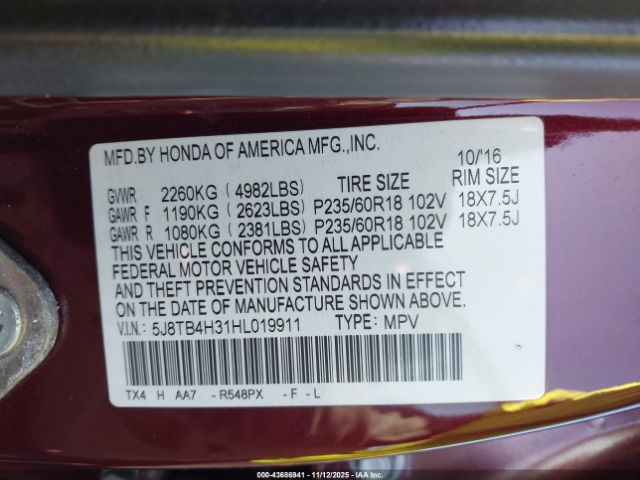 MFD.BY HONDA OF AMERICA MFG.,INC. 10/'16
GVWR 2260KG ( 4982LBS) TIRE SIZE RIM SIZE
GAWR F 1190KG ( 2623LBS) P235/60R18 102V 18X7.5J
GAWR R 1080KG ( 2381LBS) P235/60R18 102V 18X7.5J
THIS VEHICLE CONFORMS TO ALL APPLICABLE
FEDERAL MOTOR VEHICLE SAFETY
AND THEFT PREVENTION STANDARDS IN EFFECT
ON THE DATE OF MANUFACTURE SHOWN ABOVE.
V.I.N.: 5J8TB4H31HL019911 TYPE: MPV
TX4 H AA7 - R548PX - F - L
000-43686941 - 11/12/2025 - IAAI.com